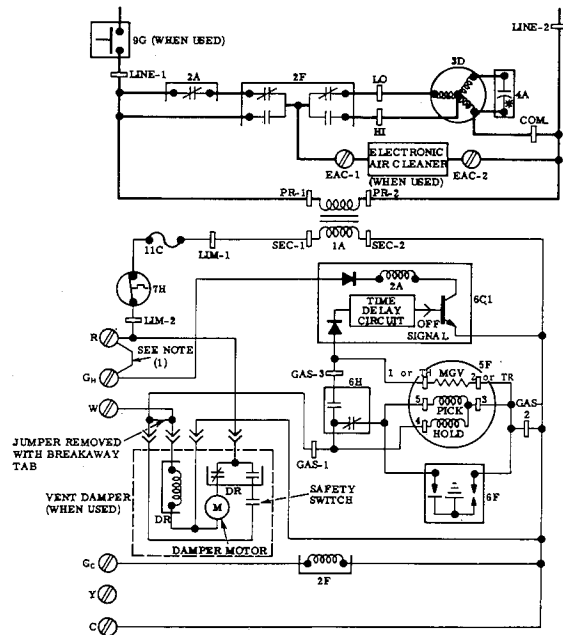 9G (WHEN USED)
LINE-2
LINE-1
2A
2F
LO
3D
4A
*
HI
COM.
ELECTRONIC
AIR CLEANER
(WHEN USED)
EAC-1
EAC-2
PR-1
PR-2
11C
LIM-1
SEC-1
1A
SEC-2
7H
2A
6Q1
TIME
DELAY
CIRCUIT
OFF
SIGNAL
LIM-2
R
SEE NOTE
(1)
GH
GAS-3
1 or TH
MGV
2 or TR
5F
6H
5
PICK
3
GAS-
2
W
4
HOLD
JUMPER REMOVED
WITH BREAKAWAY
TAB
GAS-1
VENT DAMPER
(WHEN USED)
DR
DR
M
SAFETY
SWITCH
DAMPER MOTOR
6F
GC
2F
Y
C